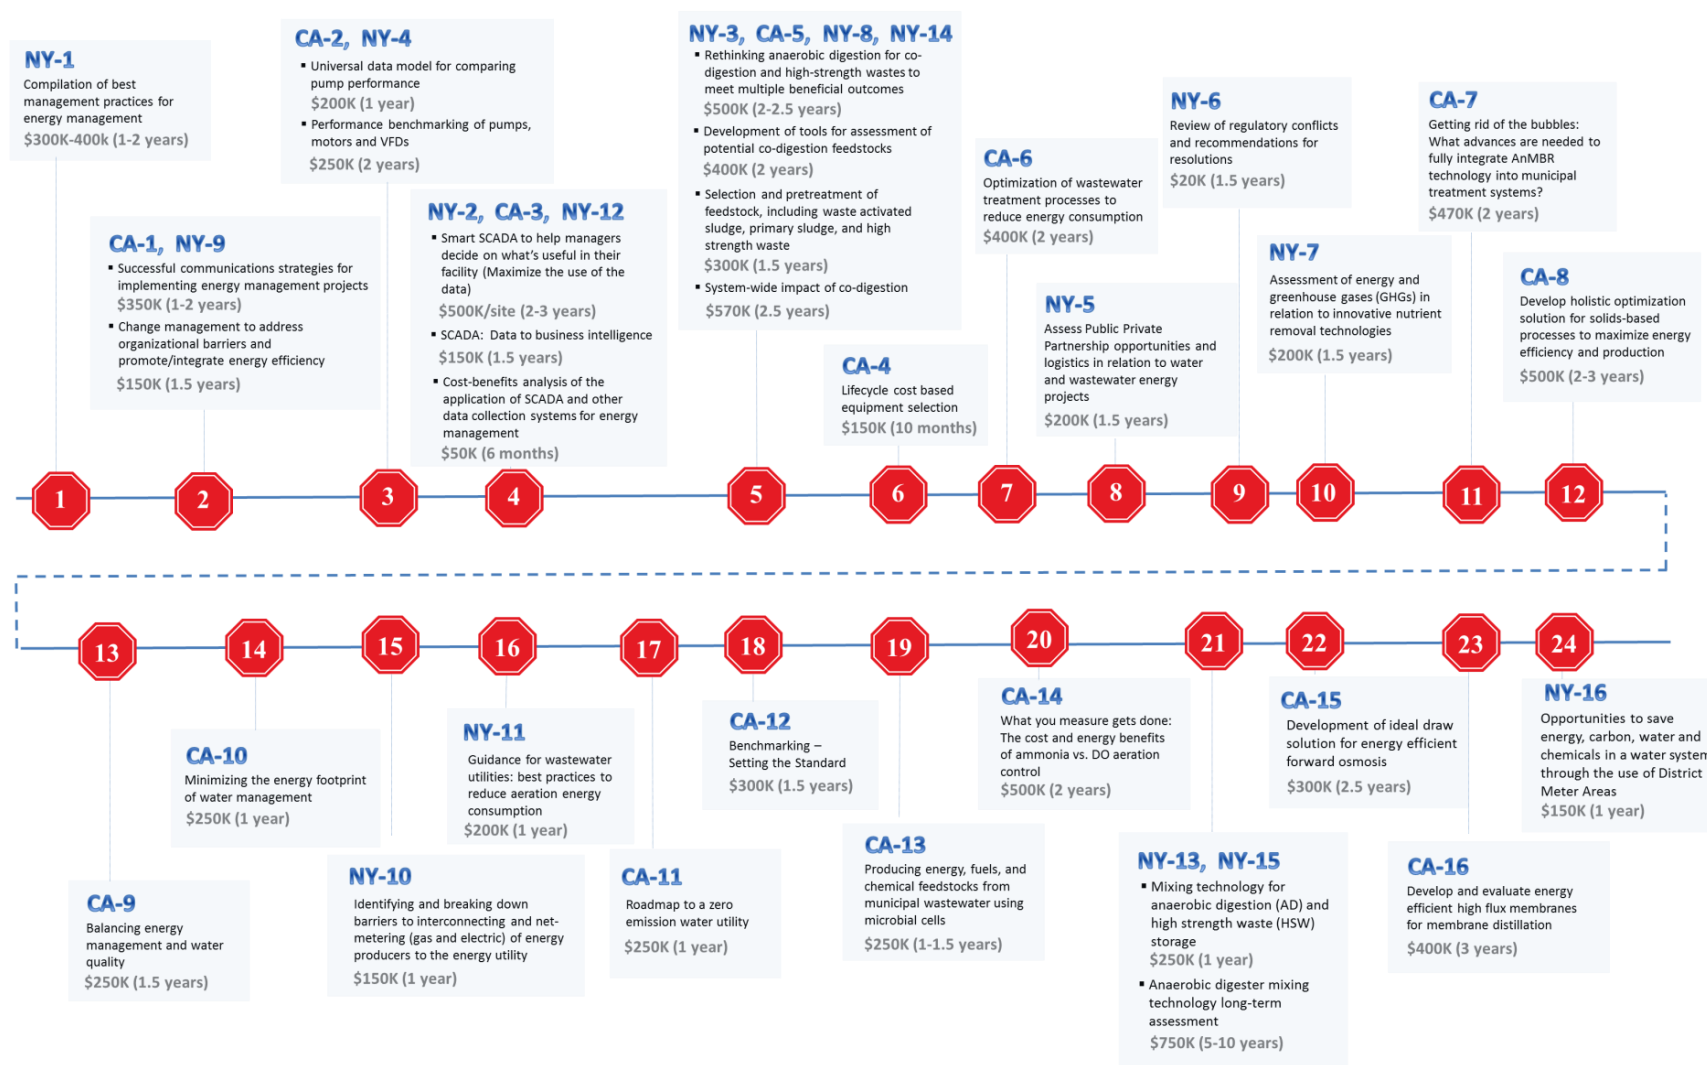 NY-1
Compilation of best
management practices for
energy management
$300K-400k (1-2 years)
CA-1, NY-9
▪ Successful communications strategies for
implementing energy management projects
$350K (1-2 years)
▪ Change management to address
organizational barriers and
promote/integrate energy efficiency
$150K (1.5 years)
CA-2, NY-4
▪ Universal data model for comparing
pump performance
$200K (1 year)
▪ Performance benchmarking of pumps,
motors and VFDs
$250K (2 years)
NY-2, CA-3, NY-12
▪ Smart SCADA to help managers
decide on what's useful in their
facility (Maximize the use of the
data)
$500K/site (2-3 years)
▪ SCADA: Data to business intelligence
$150K (1.5 years)
▪ Cost-benefits analysis of the
application of SCADA and other
data collection systems for energy
management
$50K (6 months)
NY-3, CA-5, NY-8, NY-14
▪ Rethinking anaerobic digestion for co-
digestion and high-strength wastes to
meet multiple beneficial outcomes
$500K (2-2.5 years)
▪ Development of tools for assessment of
potential co-digestion feedstocks
$400K (2 years)
▪ Selection and pretreatment of
feedstock, including waste activated
sludge, primary sludge, and high
strength waste
$300K (1.5 years)
▪ System-wide impact of co-digestion
$570K (2.5 years)
CA-4
Lifecycle cost based
equipment selection
$150K (10 months)
CA-6
Optimization of wastewater
treatment processes to
reduce energy consumption
$400K (2 years)
NY-5
Assess Public Private
Partnership opportunities and
logistics in relation to water
and wastewater energy
projects
$200K (1.5 years)
NY-6
Review of regulatory conflicts
and recommendations for
resolutions
$20K (1.5 years)
NY-7
Assessment of energy and
greenhouse gases (GHGs) in
relation to innovative nutrient
removal technologies
$200K (1.5 years)
CA-7
Getting rid of the bubbles:
What advances are needed to
fully integrate AnMBR
technology into municipal
treatment systems?
$470K (2 years)
CA-8
Develop holistic optimization
solution for solids-based
processes to maximize energy
efficiency and production
$500K (2-3 years)
1 2 3 4 5 6 7 8 9 10 11 12
13 14 15 16 17 18 19 20 21 22 23 24
CA-9
Balancing energy
management and water
quality
$250K (1.5 years)
CA-10
Minimizing the energy footprint
of water management
$250K (1 year)
NY-10
Identifying and breaking down
barriers to interconnecting and net-
metering (gas and electric) of energy
producers to the energy utility
$150K (1 year)
NY-11
Guidance for wastewater
utilities: best practices to
reduce aeration energy
consumption
$200K (1 year)
CA-11
Roadmap to a zero
emission water utility
$250K (1 year)
CA-12
Benchmarking –
Setting the Standard
$300K (1.5 years)
CA-13
Producing energy, fuels, and
chemical feedstocks from
municipal wastewater using
microbial cells
$250K (1-1.5 years)
CA-14
What you measure gets done:
The cost and energy benefits
of ammonia vs. DO aeration
control
$500K (2 years)
NY-13, NY-15
▪ Mixing technology for
anaerobic digestion (AD) and
high strength waste (HSW)
storage
$250K (1 year)
▪ Anaerobic digester mixing
technology long-term
assessment
$750K (5-10 years)
CA-15
Development of ideal draw
solution for energy efficient
forward osmosis
$300K (2.5 years)
CA-16
Develop and evaluate energy
efficient high flux membranes
for membrane distillation
$400K (3 years)
NY-16
Opportunities to save
energy, carbon, water and
chemicals in a water system
through the use of District
Meter Areas
$150K (1 year)